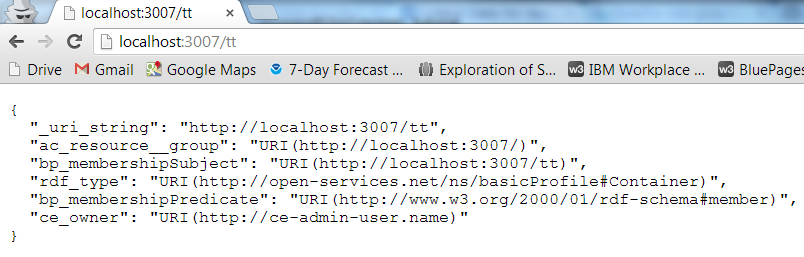 localhost:3007/tt
localhost:3007/tt
Drive Gmail Google Maps 7-Day Forecast ... Exploration of S... w3 IBM Workplace ... w3 BluePages
{
"_uri_string": "http://localhost:3007/tt",
"ac_resource__group": "URI(http://localhost:3007/)",
"bp_membershipSubject": "URI(http://localhost:3007/tt)",
"rdf_type": "URI(http://open-services.net/ns/basicProfile#Container)",
"bp_membershipPredicate": "URI(http://www.w3.org/2000/01/rdf-schema#member)",
"ce_owner": "URI(http://ce-admin-user.name)"
}